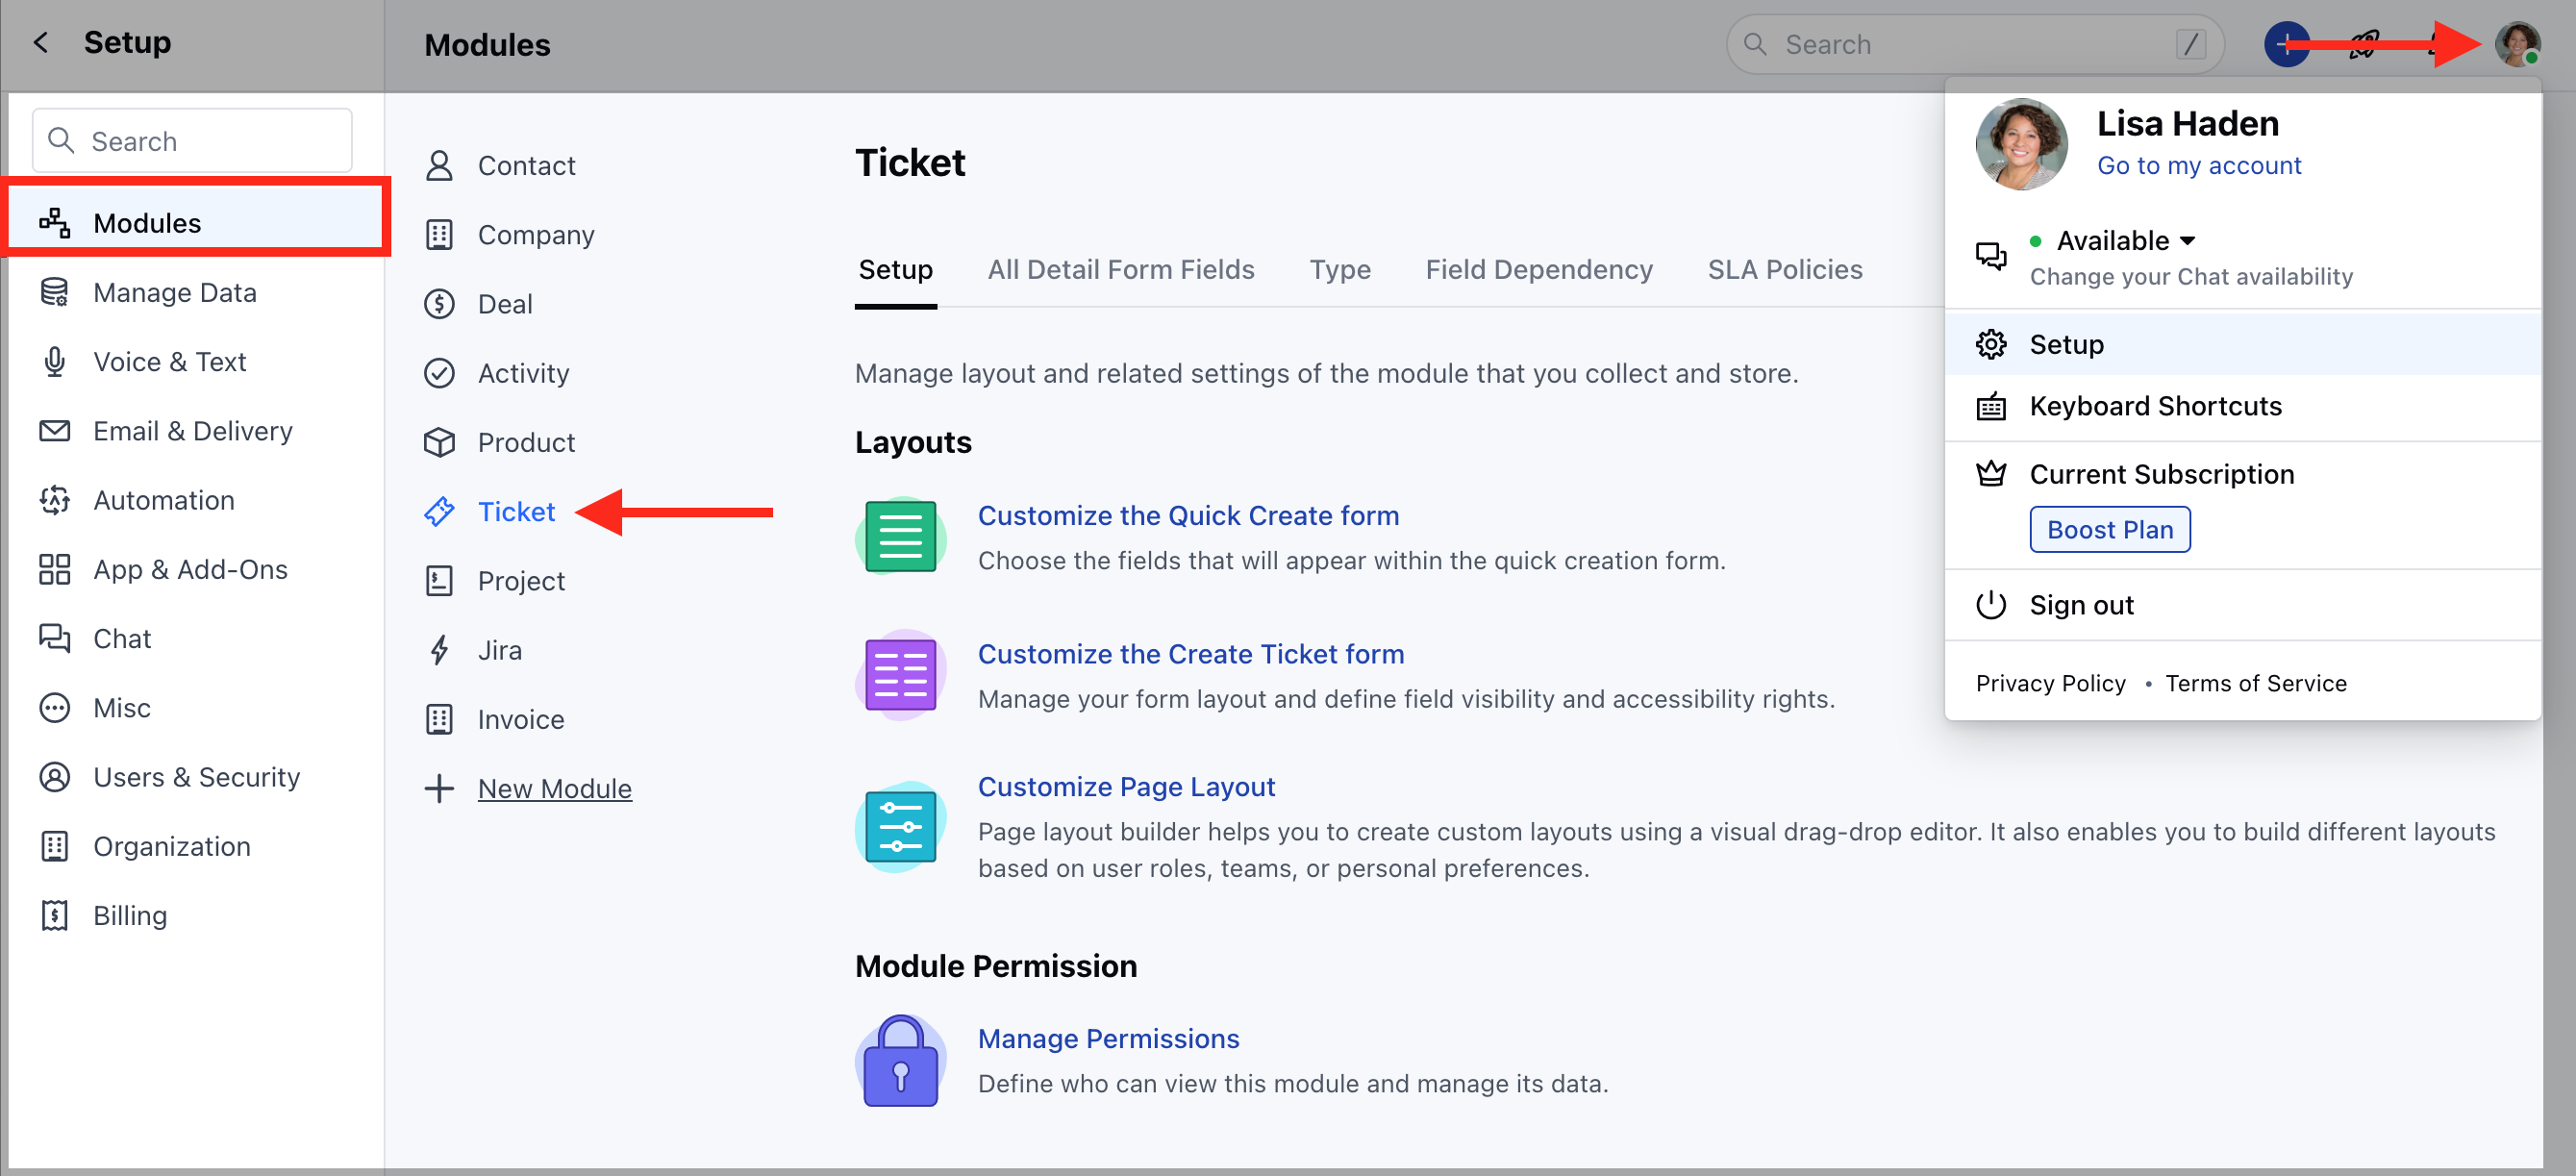 Setup
Modules
Search
/
Search
Modules
Manage Data
Voice & Text
Email & Delivery
Automation
App & Add-Ons
Chat
Misc
Users & Security
Organization
Billing
Contact
Company
Deal
Activity
Product
Ticket
Project
Jira
Invoice
New Module
Ticket
Setup
All Detail Form Fields
Type
Field Dependency
SLA Policies
Manage layout and related settings of the module that you collect and store.
Layouts
Customize the Quick Create form
Choose the fields that will appear within the quick creation form.
Customize the Create Ticket form
Manage your form layout and define field visibility and accessibility rights.
Customize Page Layout
Page layout builder helps you to create custom layouts using a visual drag-drop editor. It also enables you to build different layouts
based on user roles, teams, or personal preferences.
Module Permission
Manage Permissions
Define who can view this module and manage its data.
Lisa Haden
Go to my account
Available
Change your Chat availability
Setup
Keyboard Shortcuts
Current Subscription
Boost Plan
Sign out
Privacy Policy • Terms of Service